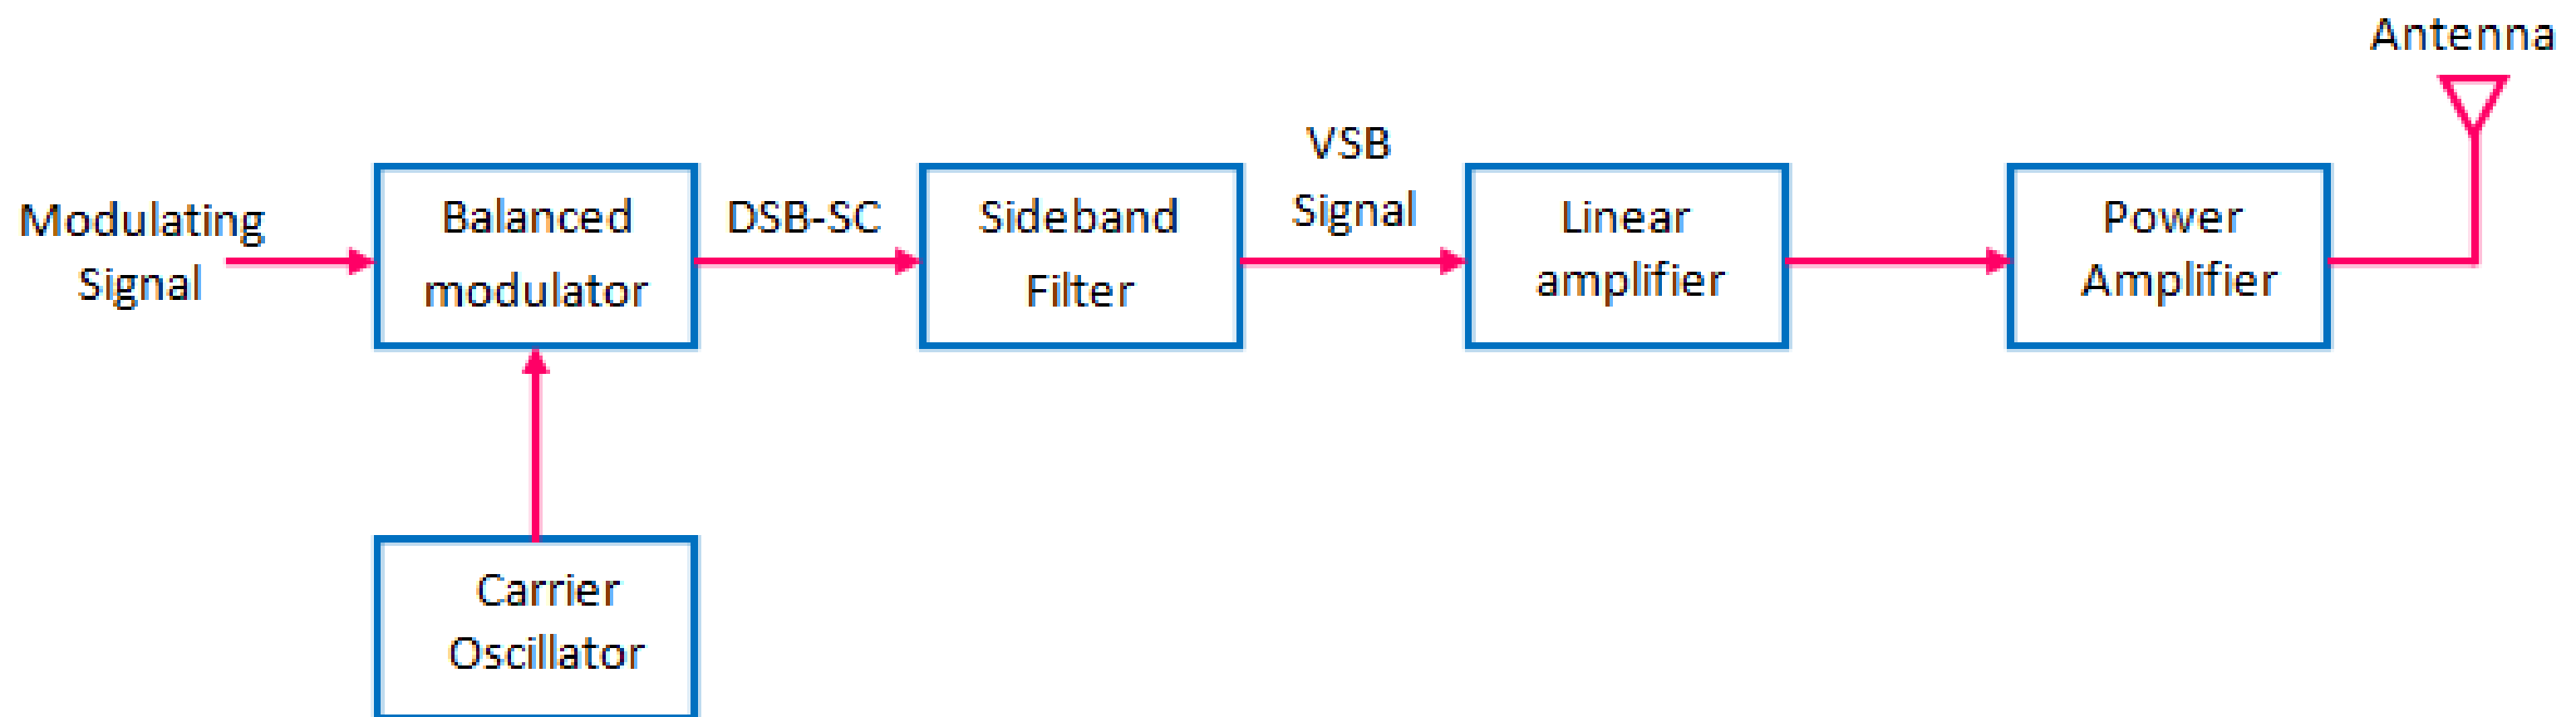 Antenna
Modulating
Signal
Balanced
modulator
DSB-SC
Sideband
Filter
VSB
Signal
Linear
amplifier
Power
Amplifier
Carrier
Oscillator